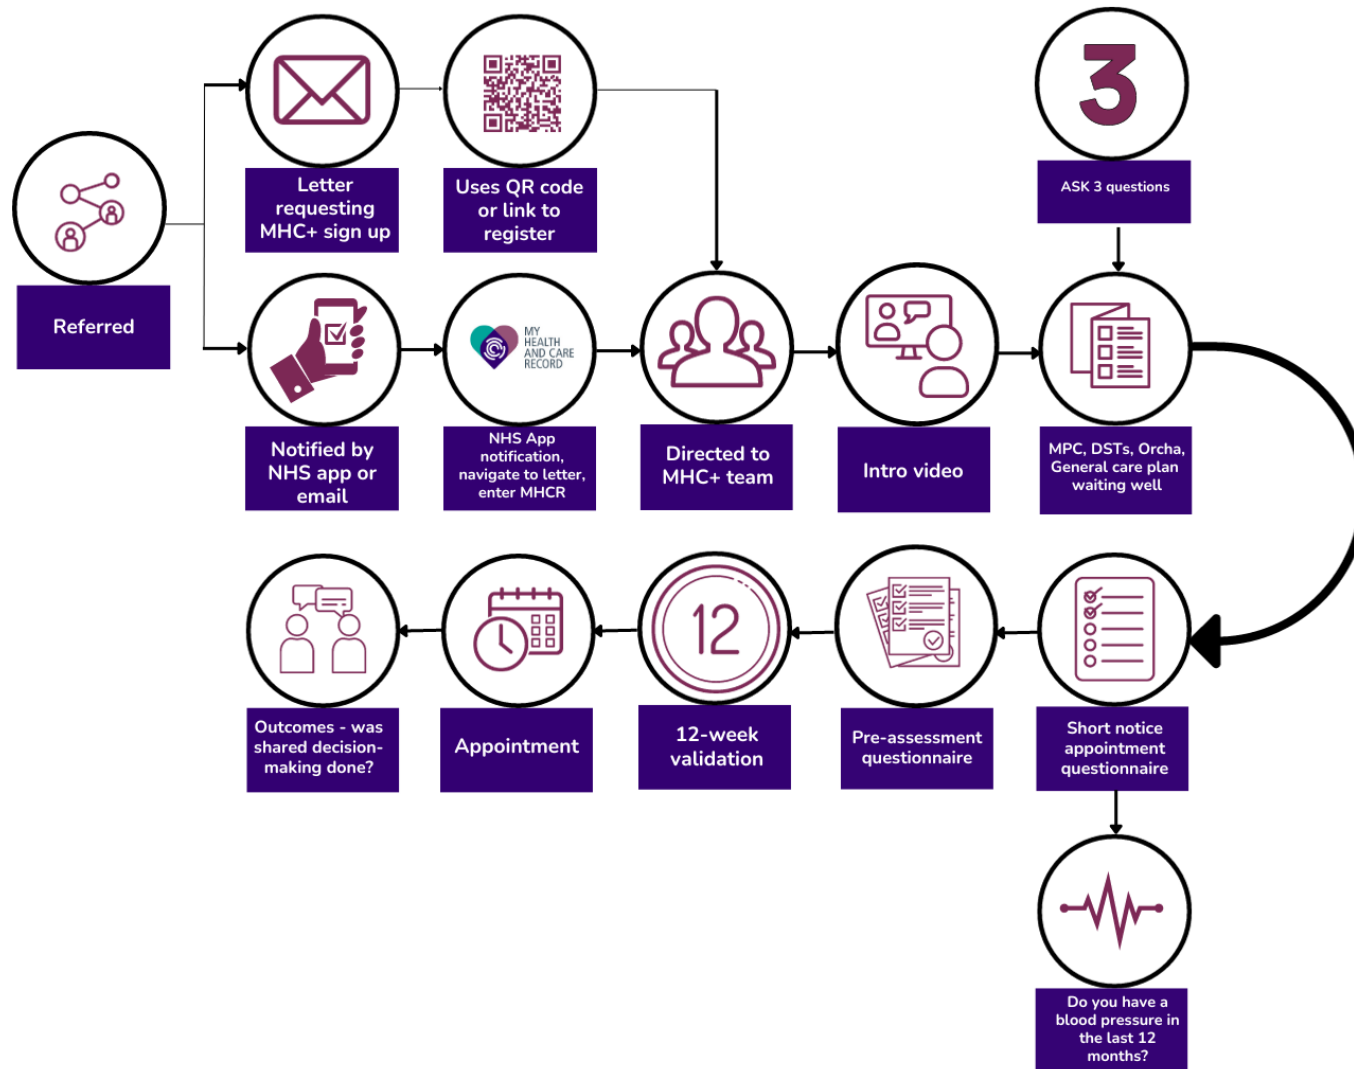 3
Letter
requesting
MHC+ sign up
Uses QR code
or link to
register
ASK 3 questions
Referred
MY
HEALTH
AND CARE
RECORD
Notified by
NHS app or
email
NHS App
notification,
navigate to letter,
enter MHCR
Directed to
MHC+ team
Intro video
MPC, DSTs, Orcha,
General care plan
waiting well
12
Outcomes - was
shared decision-
making done?
Appointment
12-week
validation
Pre-assessment
questionnaire
Short notice
appointment
questionnaire
Do you have a
blood pressure in
the last 12
months?